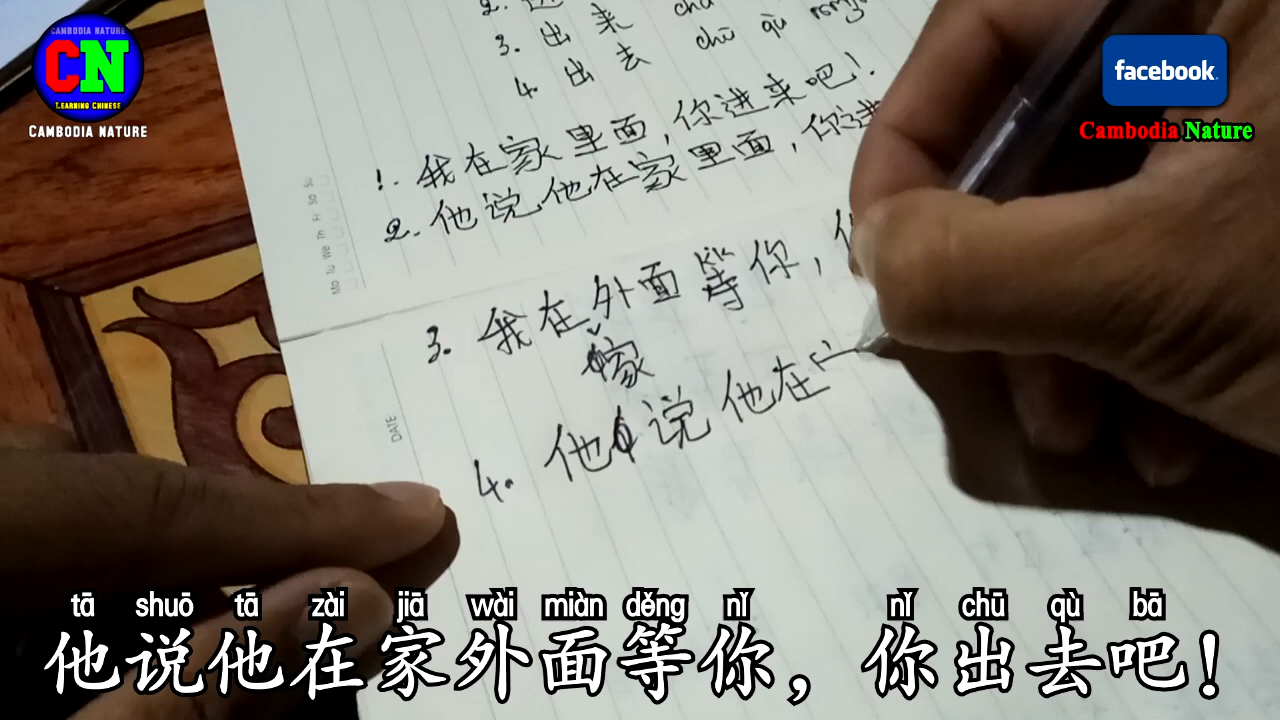 CAMBODIA NATURE
CN
LEARNING CHINESE
CAMBODIA NATURE
facebook
Cambodia Nature
2.
3. 出来 chū
4. 出去 chū qù
1. 我在家里面,你进来吧!
2. 他说他在家里面,你进
Mo Tu We Th Fr Sa Su
3. 我在外面等你,
家
DATE
4. 他说他在
tā shuō tā zài jiā wài miàn děng nǐ nǐ chū qù bā
他说他在家外面等你,你出去吧!